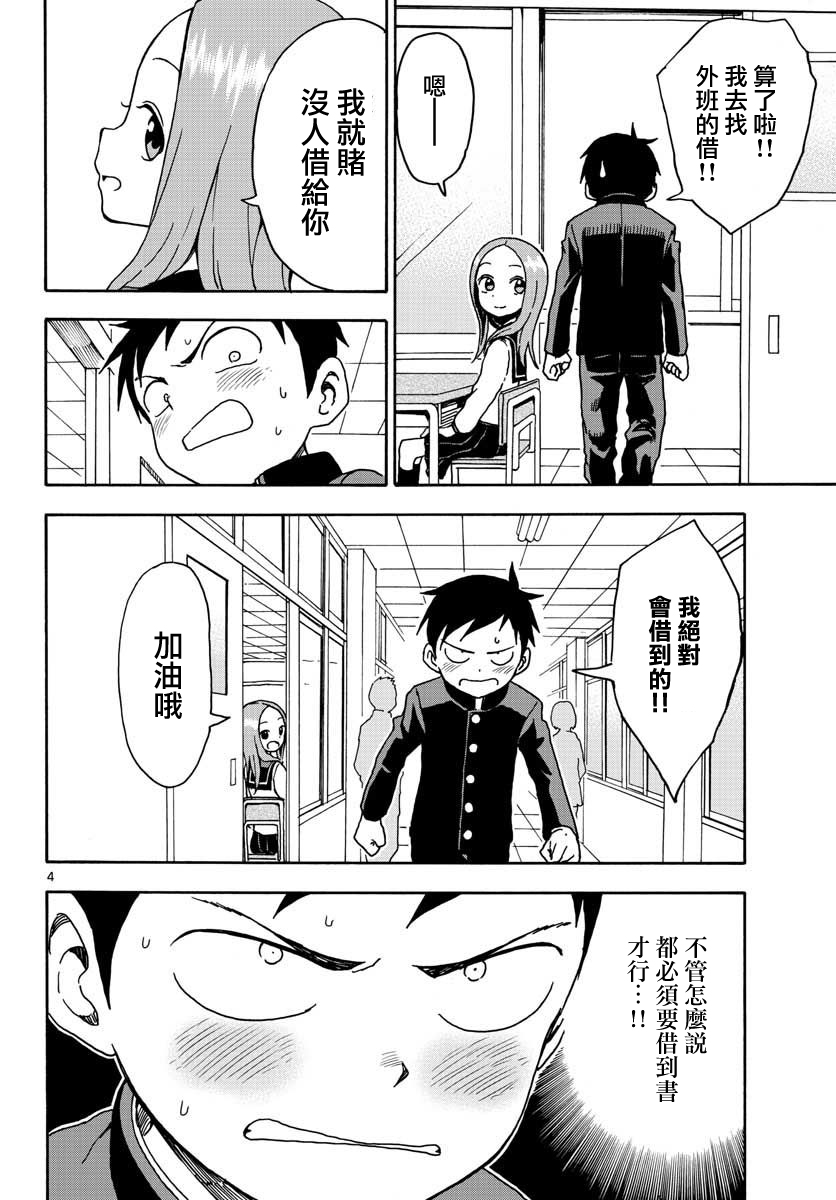 算了啦!!
我去找
外班的借!!
嗯——
我就賭
沒人借給你
我絕對
會借到的!!
加油哦
4
不管怎麼説
都必須要借到書
才行…!!